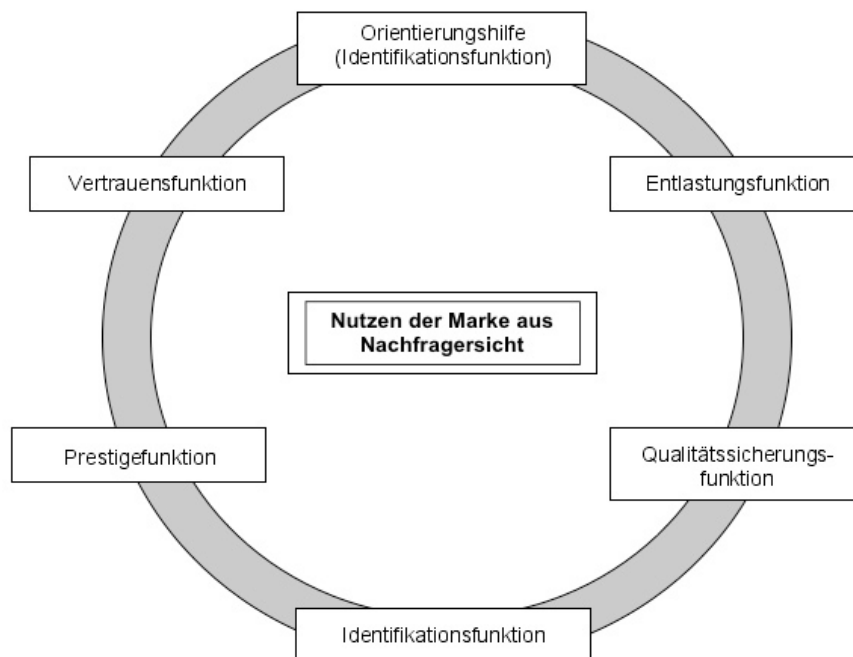 Orientierungshilfe
(Identifikationsfunktion)
Vertrauensfunktion
Entlastungsfunktion
Nutzen der Marke aus
Nachfragersicht
Prestigefunktion
Qualitätssicherungs-
funktion
Identifikationsfunktion